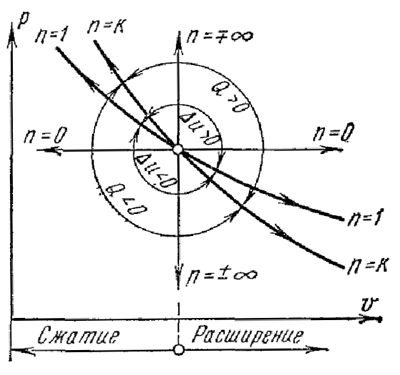 p
n=1
n=к
n=∓∞
Q>0
Δu>0
n=0
n=0
Δu<0
Q<0
n=1
n=к
n=±∞
v
Сжатие
Расширение